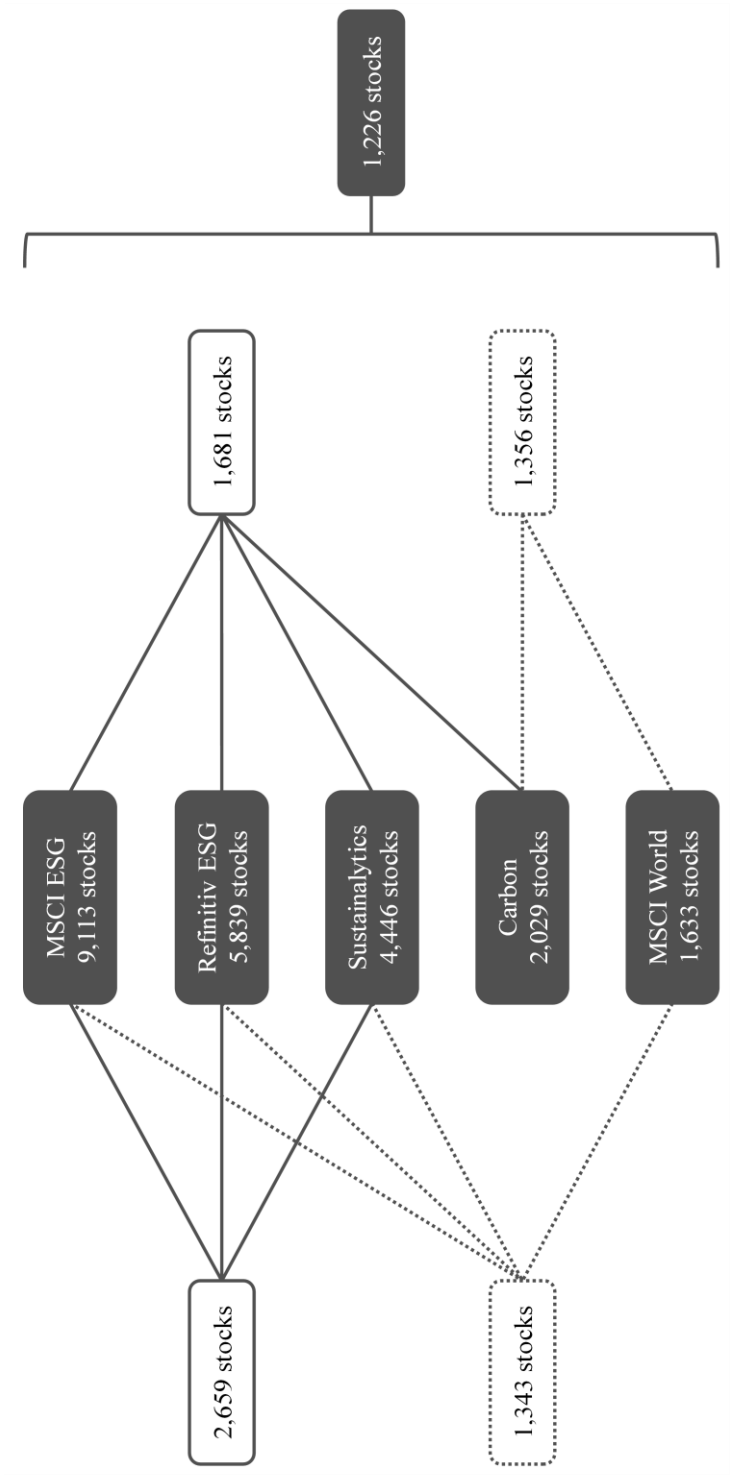 2,659 stocks
1,343 stocks
MSCI ESG
9,113 stocks
Refinitiv ESG
5,839 stocks
Sustainalytics
4,446 stocks
Carbon
2,029 stocks
MSCI World
1,633 stocks
1,681 stocks
1,356 stocks
1,226 stocks